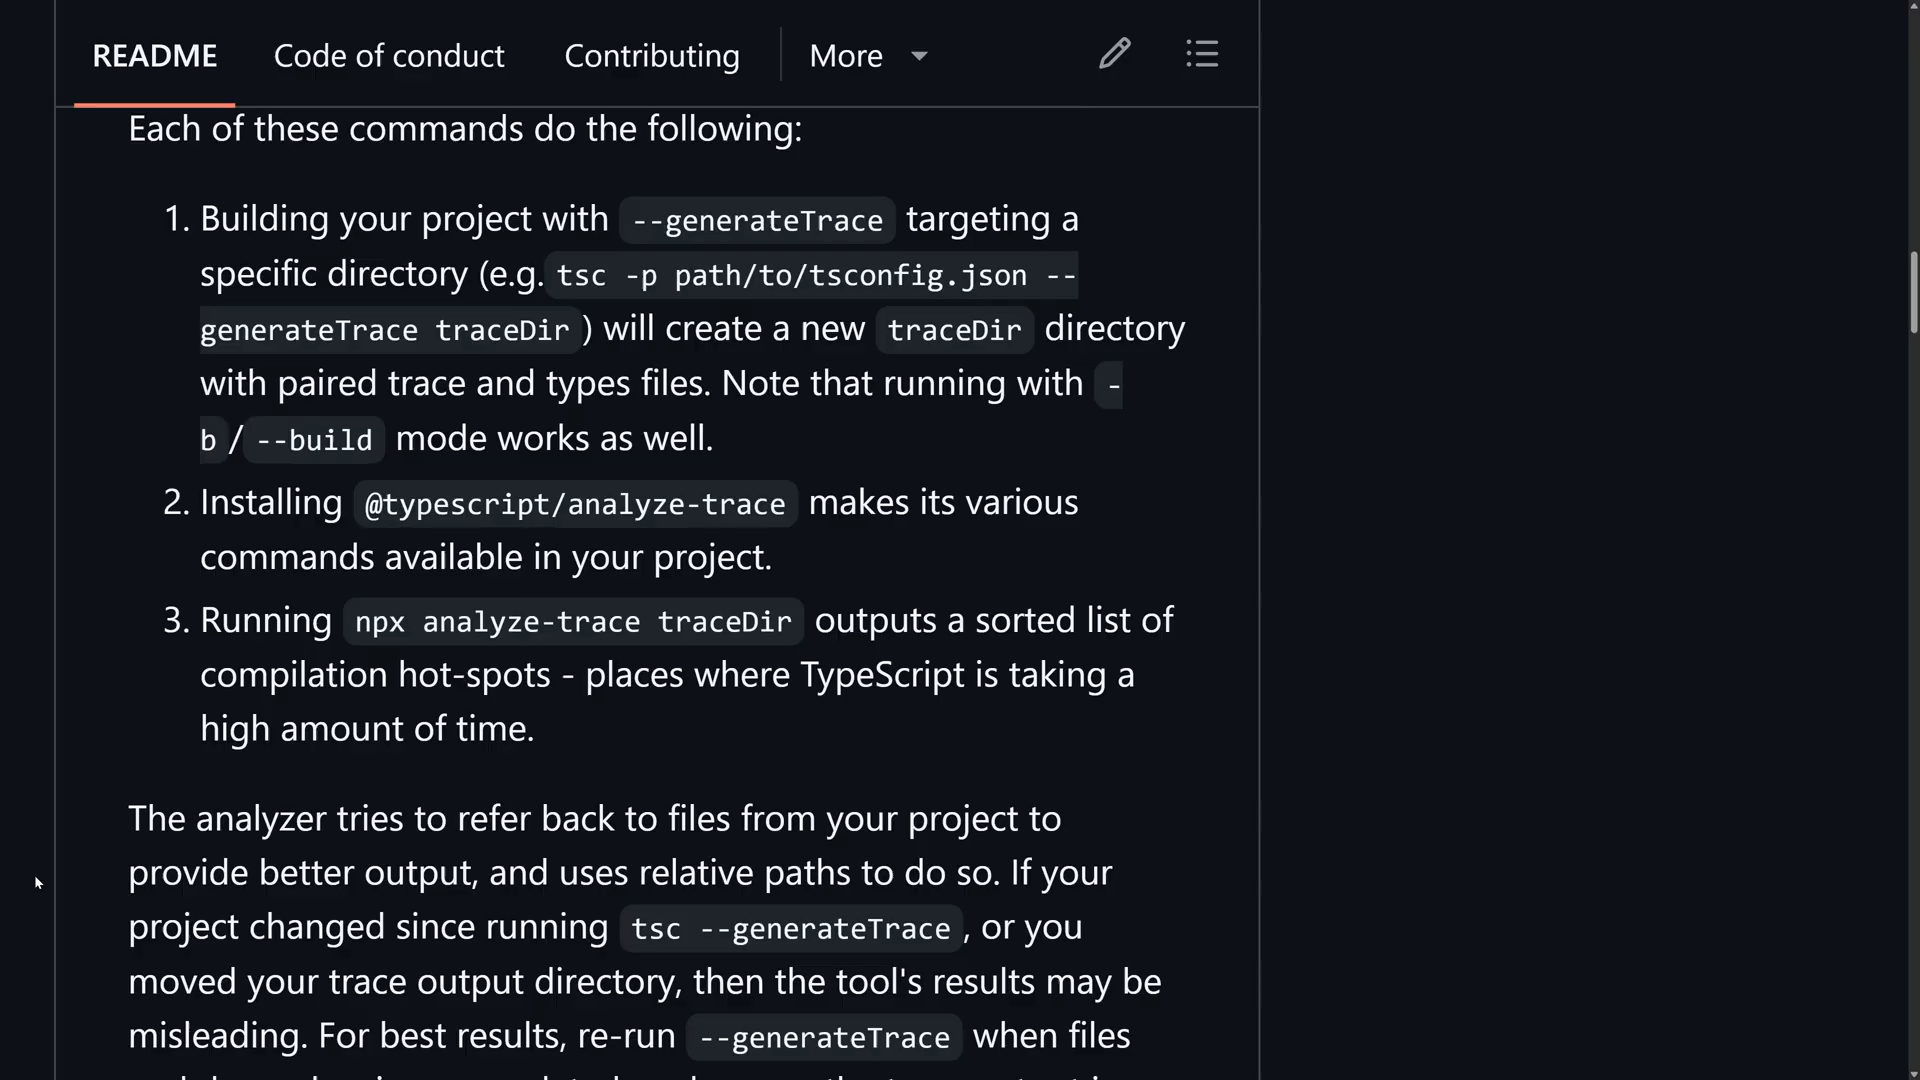 README Code of conduct Contributing More
Each of these commands do the following:
1. Building your project with --generateTrace targeting a
specific directory (e.g. tsc -p path/to/tsconfig.json --
generateTrace traceDir) will create a new traceDir directory
with paired trace and types files. Note that running with -
b/--build mode works as well.
2. Installing @typescript/analyze-trace makes its various
commands available in your project.
3. Running npx analyze-trace traceDir outputs a sorted list of
compilation hot-spots - places where TypeScript is taking a
high amount of time.
The analyzer tries to refer back to files from your project to
provide better output, and uses relative paths to do so. If your
project changed since running tsc --generateTrace, or you
moved your trace output directory, then the tool's results may be
misleading. For best results, re-run --generateTrace when files